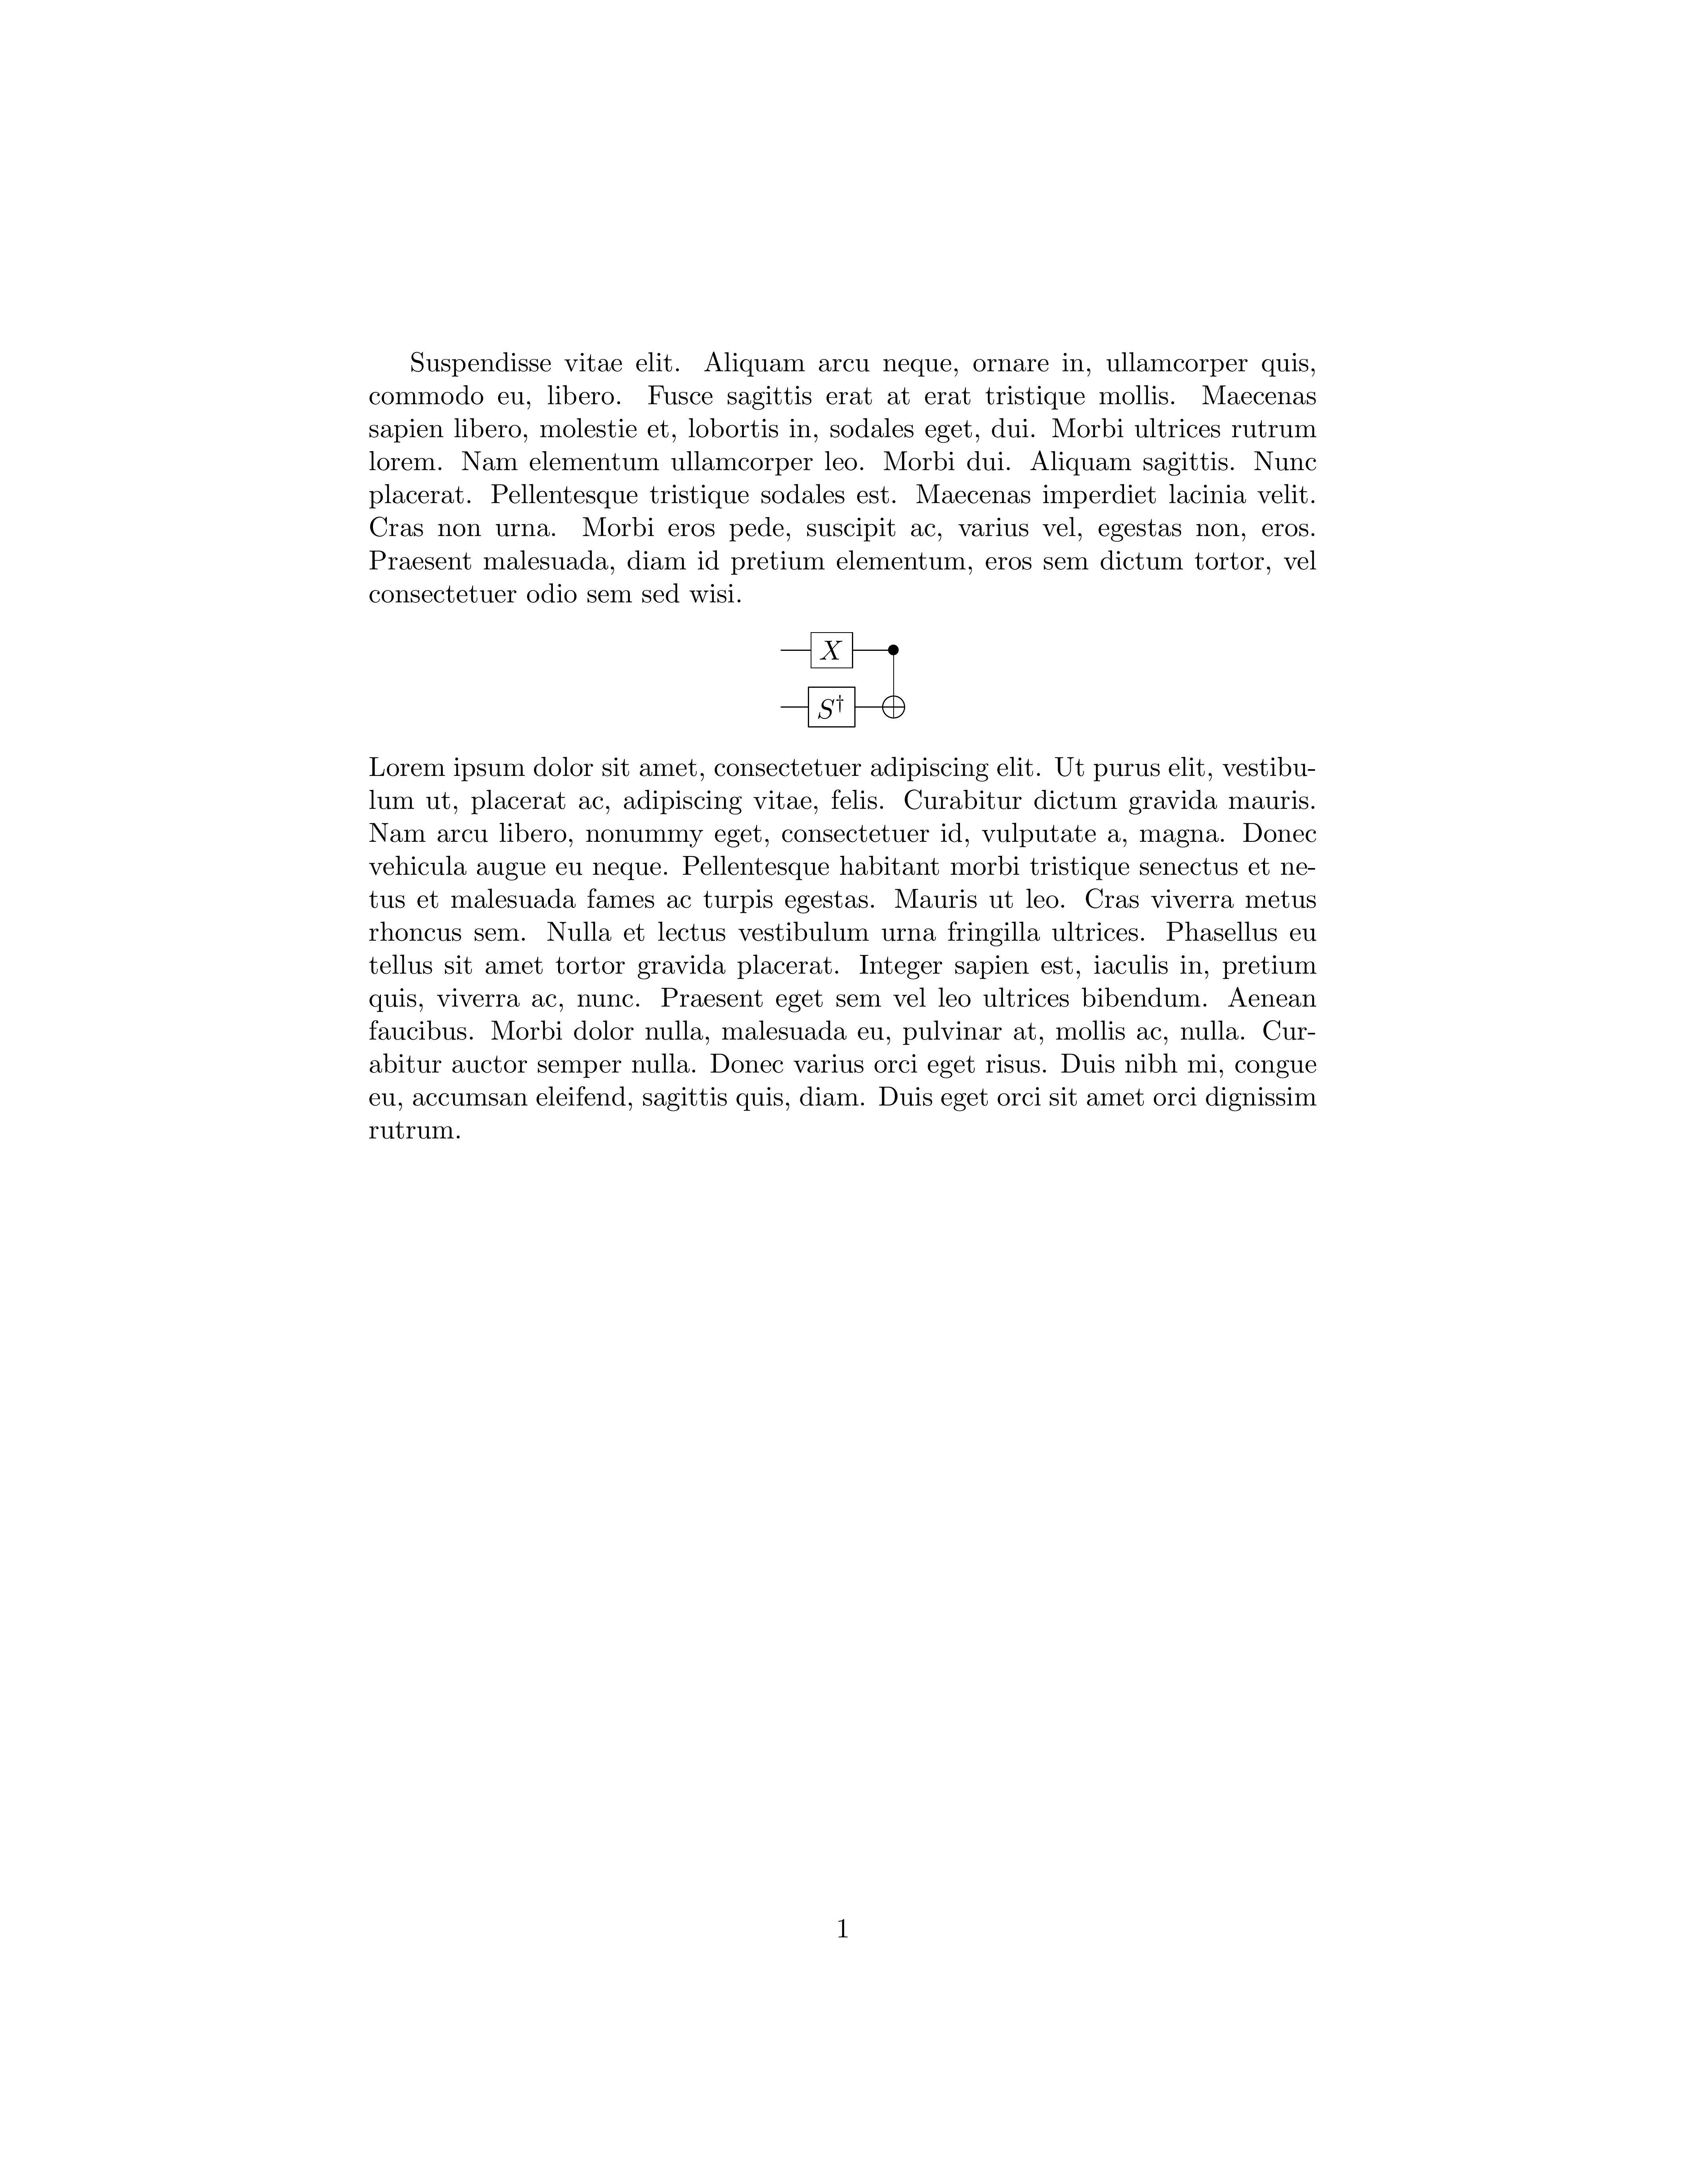 Suspendisse vitae elit. Aliquam arcu neque, ornare in, ullamcorper quis,
commodo eu, libero. Fusce sagittis erat at erat tristique mollis. Maecenas
sapien libero, molestie et, lobortis in, sodales eget, dui. Morbi ultrices rutrum
lorem. Nam elementum ullamcorper leo. Morbi dui. Aliquam sagittis. Nunc
placerat. Pellentesque tristique sodales est. Maecenas imperdiet lacinia velit.
Cras non urna. Morbi eros pede, suscipit ac, varius vel, egestas non, eros.
Praesent malesuada, diam id pretium elementum, eros sem dictum tortor, vel
consectetuer odio sem sed wisi.
X
S†
Lorem ipsum dolor sit amet, consectetuer adipiscing elit. Ut purus elit, vestibu-
lum ut, placerat ac, adipiscing vitae, felis. Curabitur dictum gravida mauris.
Nam arcu libero, nonummy eget, consectetuer id, vulputate a, magna. Donec
vehicula augue eu neque. Pellentesque habitant morbi tristique senectus et ne-
tus et malesuada fames ac turpis egestas. Mauris ut leo. Cras viverra metus
rhoncus sem. Nulla et lectus vestibulum urna fringilla ultrices. Phasellus eu
tellus sit amet tortor gravida placerat. Integer sapien est, iaculis in, pretium
quis, viverra ac, nunc. Praesent eget sem vel leo ultrices bibendum. Aenean
faucibus. Morbi dolor nulla, malesuada eu, pulvinar at, mollis ac, nulla. Cur-
abitur auctor semper nulla. Donec varius orci eget risus. Duis nibh mi, congue
eu, accumsan eleifend, sagittis quis, diam. Duis eget orci sit amet orci dignissim
rutrum.
1